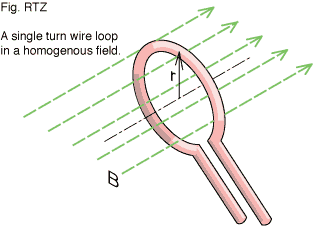 Fig. RTZ
A single turn wire loop
in a homogenous field.
r
B